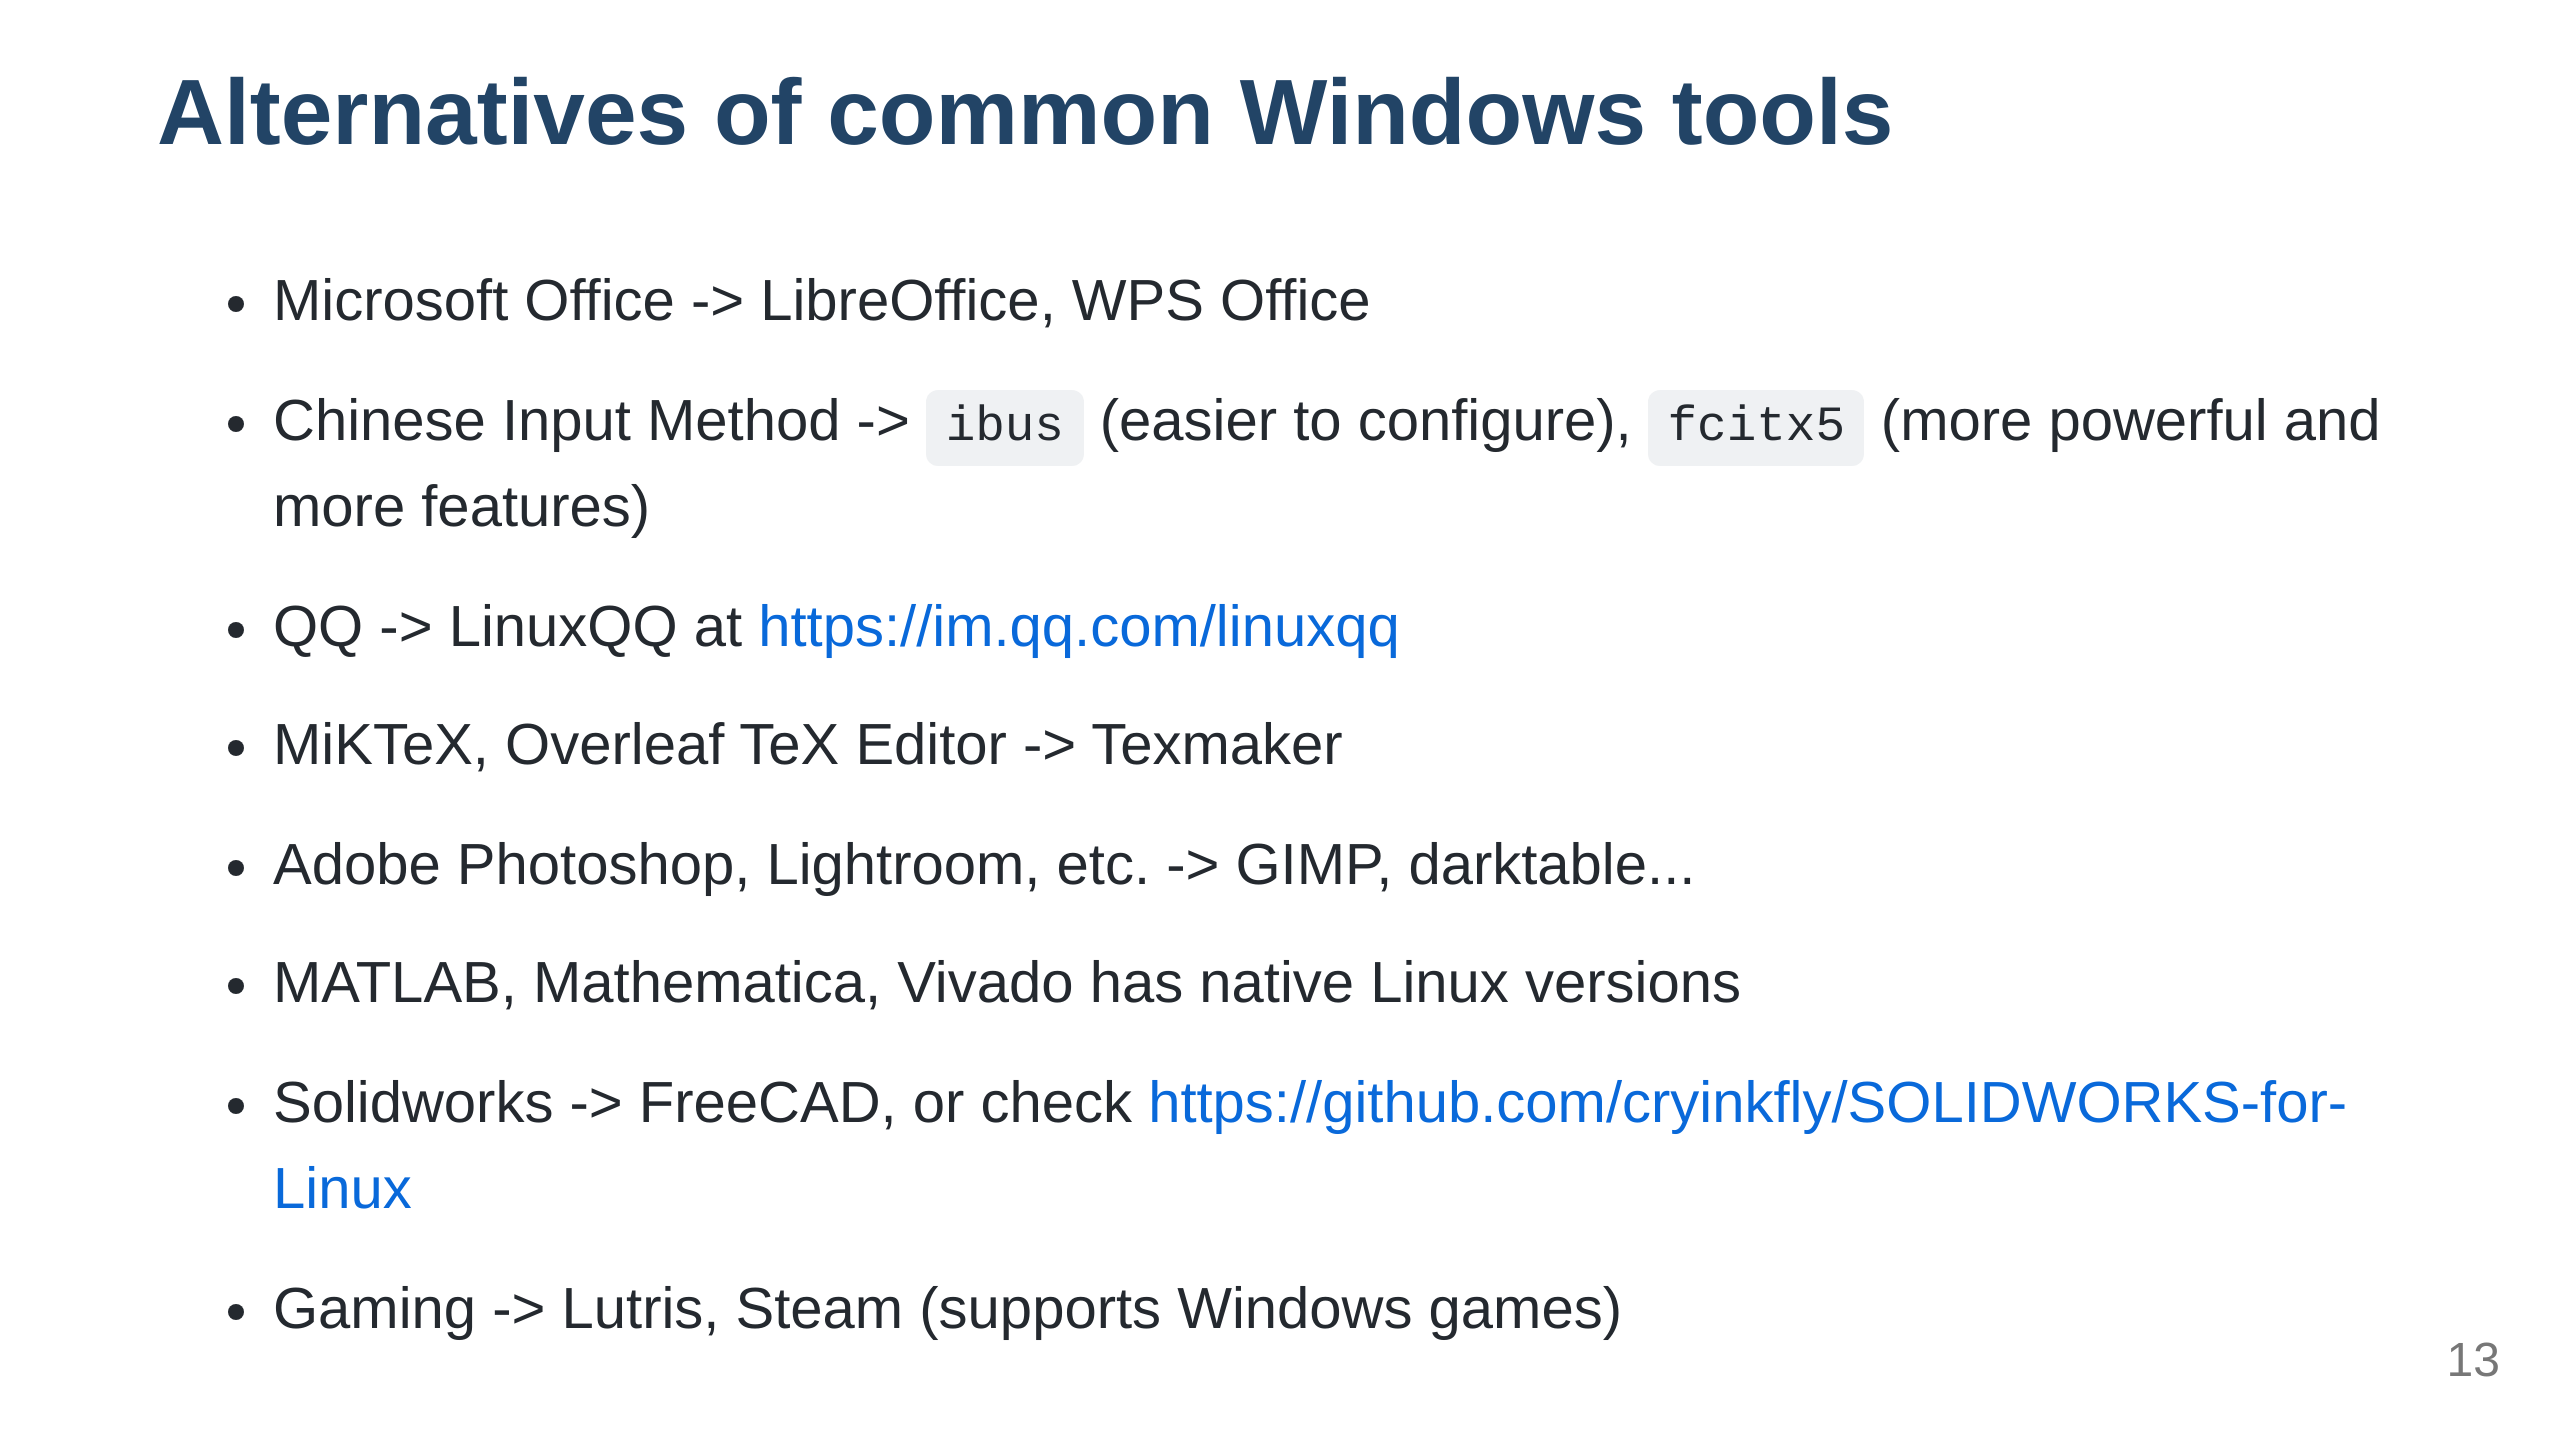 Alternatives of common Windows tools
• Microsoft Office -> LibreOffice, WPS Office
• Chinese Input Method -> ibus (easier to configure), fcitx5 (more powerful and
more features)
• QQ -> LinuxQQ at https://im.qq.com/linuxqq
• MiKTeX, Overleaf TeX Editor -> Texmaker
• Adobe Photoshop, Lightroom, etc. -> GIMP, darktable...
• MATLAB, Mathematica, Vivado has native Linux versions
• Solidworks -> FreeCAD, or check https://github.com/cryinkfly/SOLIDWORKS-for-
Linux
• Gaming -> Lutris, Steam (supports Windows games)
13